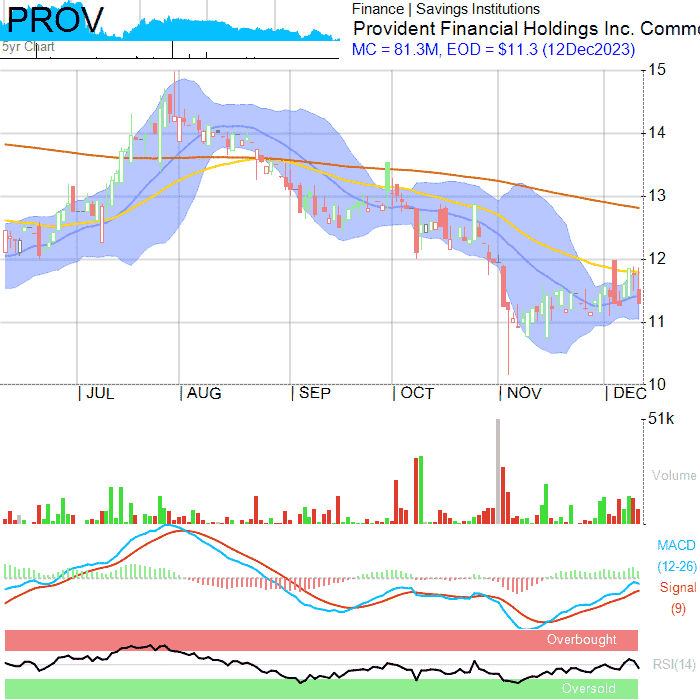 PROV
5yr Chart
Finance | Savings Institutions
Provident Financial Holdings Inc. Commo
MC = 81.3M, EOD = $11.3 (12Dec2023)
15
14
13
12
11
10
JUL AUG SEP OCT NOV DEC
51k
Volume
MACD
(12-26)
Signal
(9)
Overbought
RSI(14)
Oversold